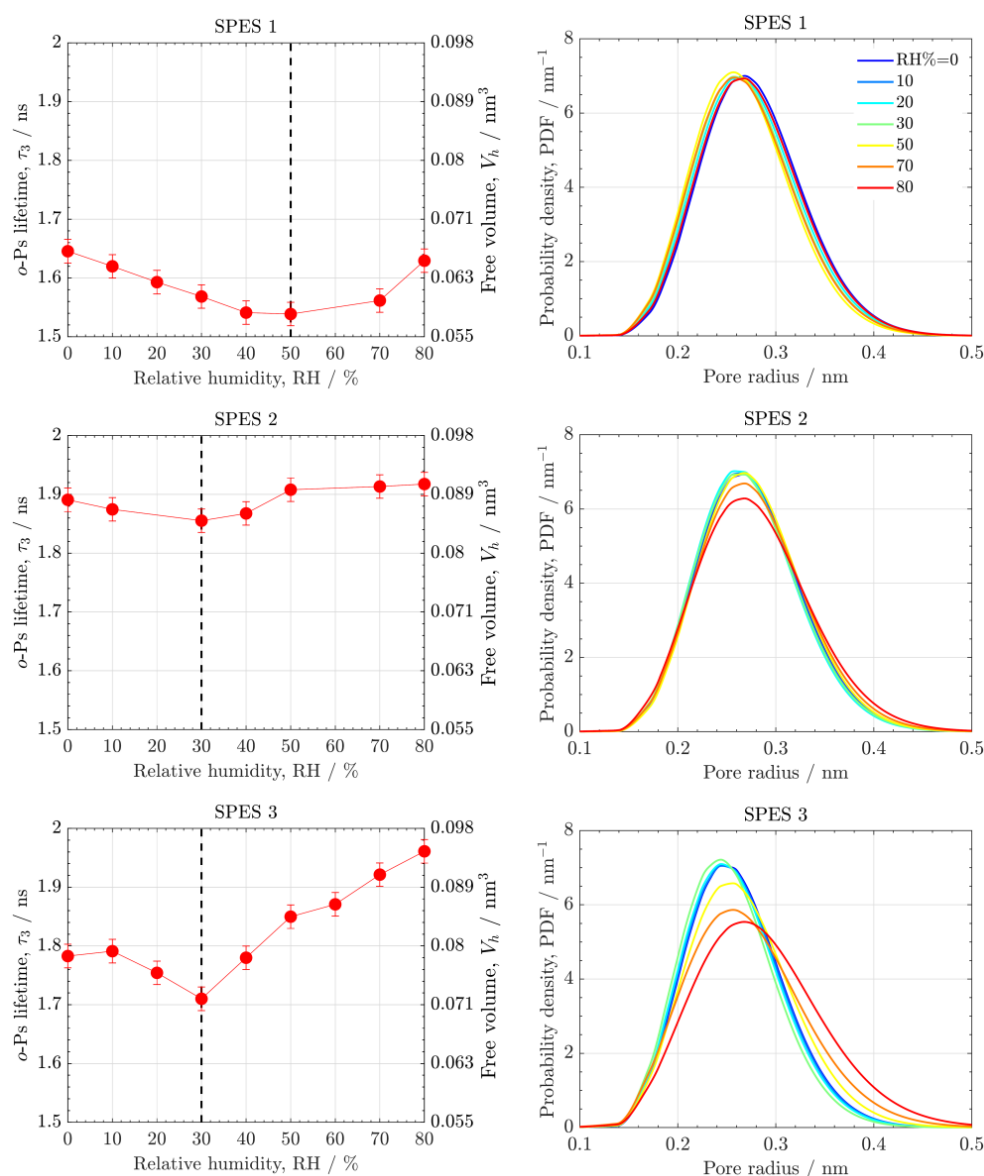 SPES 1
2
1.9
1.8
1.7
1.6
1.5
o-Ps lifetime, τ₃ / ns
0 10 20 30 40 50 60 70 80
Relative humidity, RH / %
0.098
0.089
0.08
0.071
0.063
0.055
Free volume, Vₕ / nm³
SPES 1
8
6
4
2
0
Probability density, PDF / nm⁻¹
RH%=0
10
20
30
50
70
80
0.1 0.2 0.3 0.4 0.5
Pore radius / nm
SPES 2
2
1.9
1.8
1.7
1.6
1.5
o-Ps lifetime, τ₃ / ns
0 10 20 30 40 50 60 70 80
Relative humidity, RH / %
0.098
0.089
0.08
0.071
0.063
0.055
Free volume, Vₕ / nm³
SPES 2
8
6
4
2
0
Probability density, PDF / nm⁻¹
0.1 0.2 0.3 0.4 0.5
Pore radius / nm
SPES 3
2
1.9
1.8
1.7
1.6
1.5
o-Ps lifetime, τ₃ / ns
0 10 20 30 40 50 60 70 80
Relative humidity, RH / %
0.098
0.089
0.08
0.071
0.063
0.055
Free volume, Vₕ / nm³
SPES 3
8
6
4
2
0
Probability density, PDF / nm⁻¹
0.1 0.2 0.3 0.4 0.5
Pore radius / nm